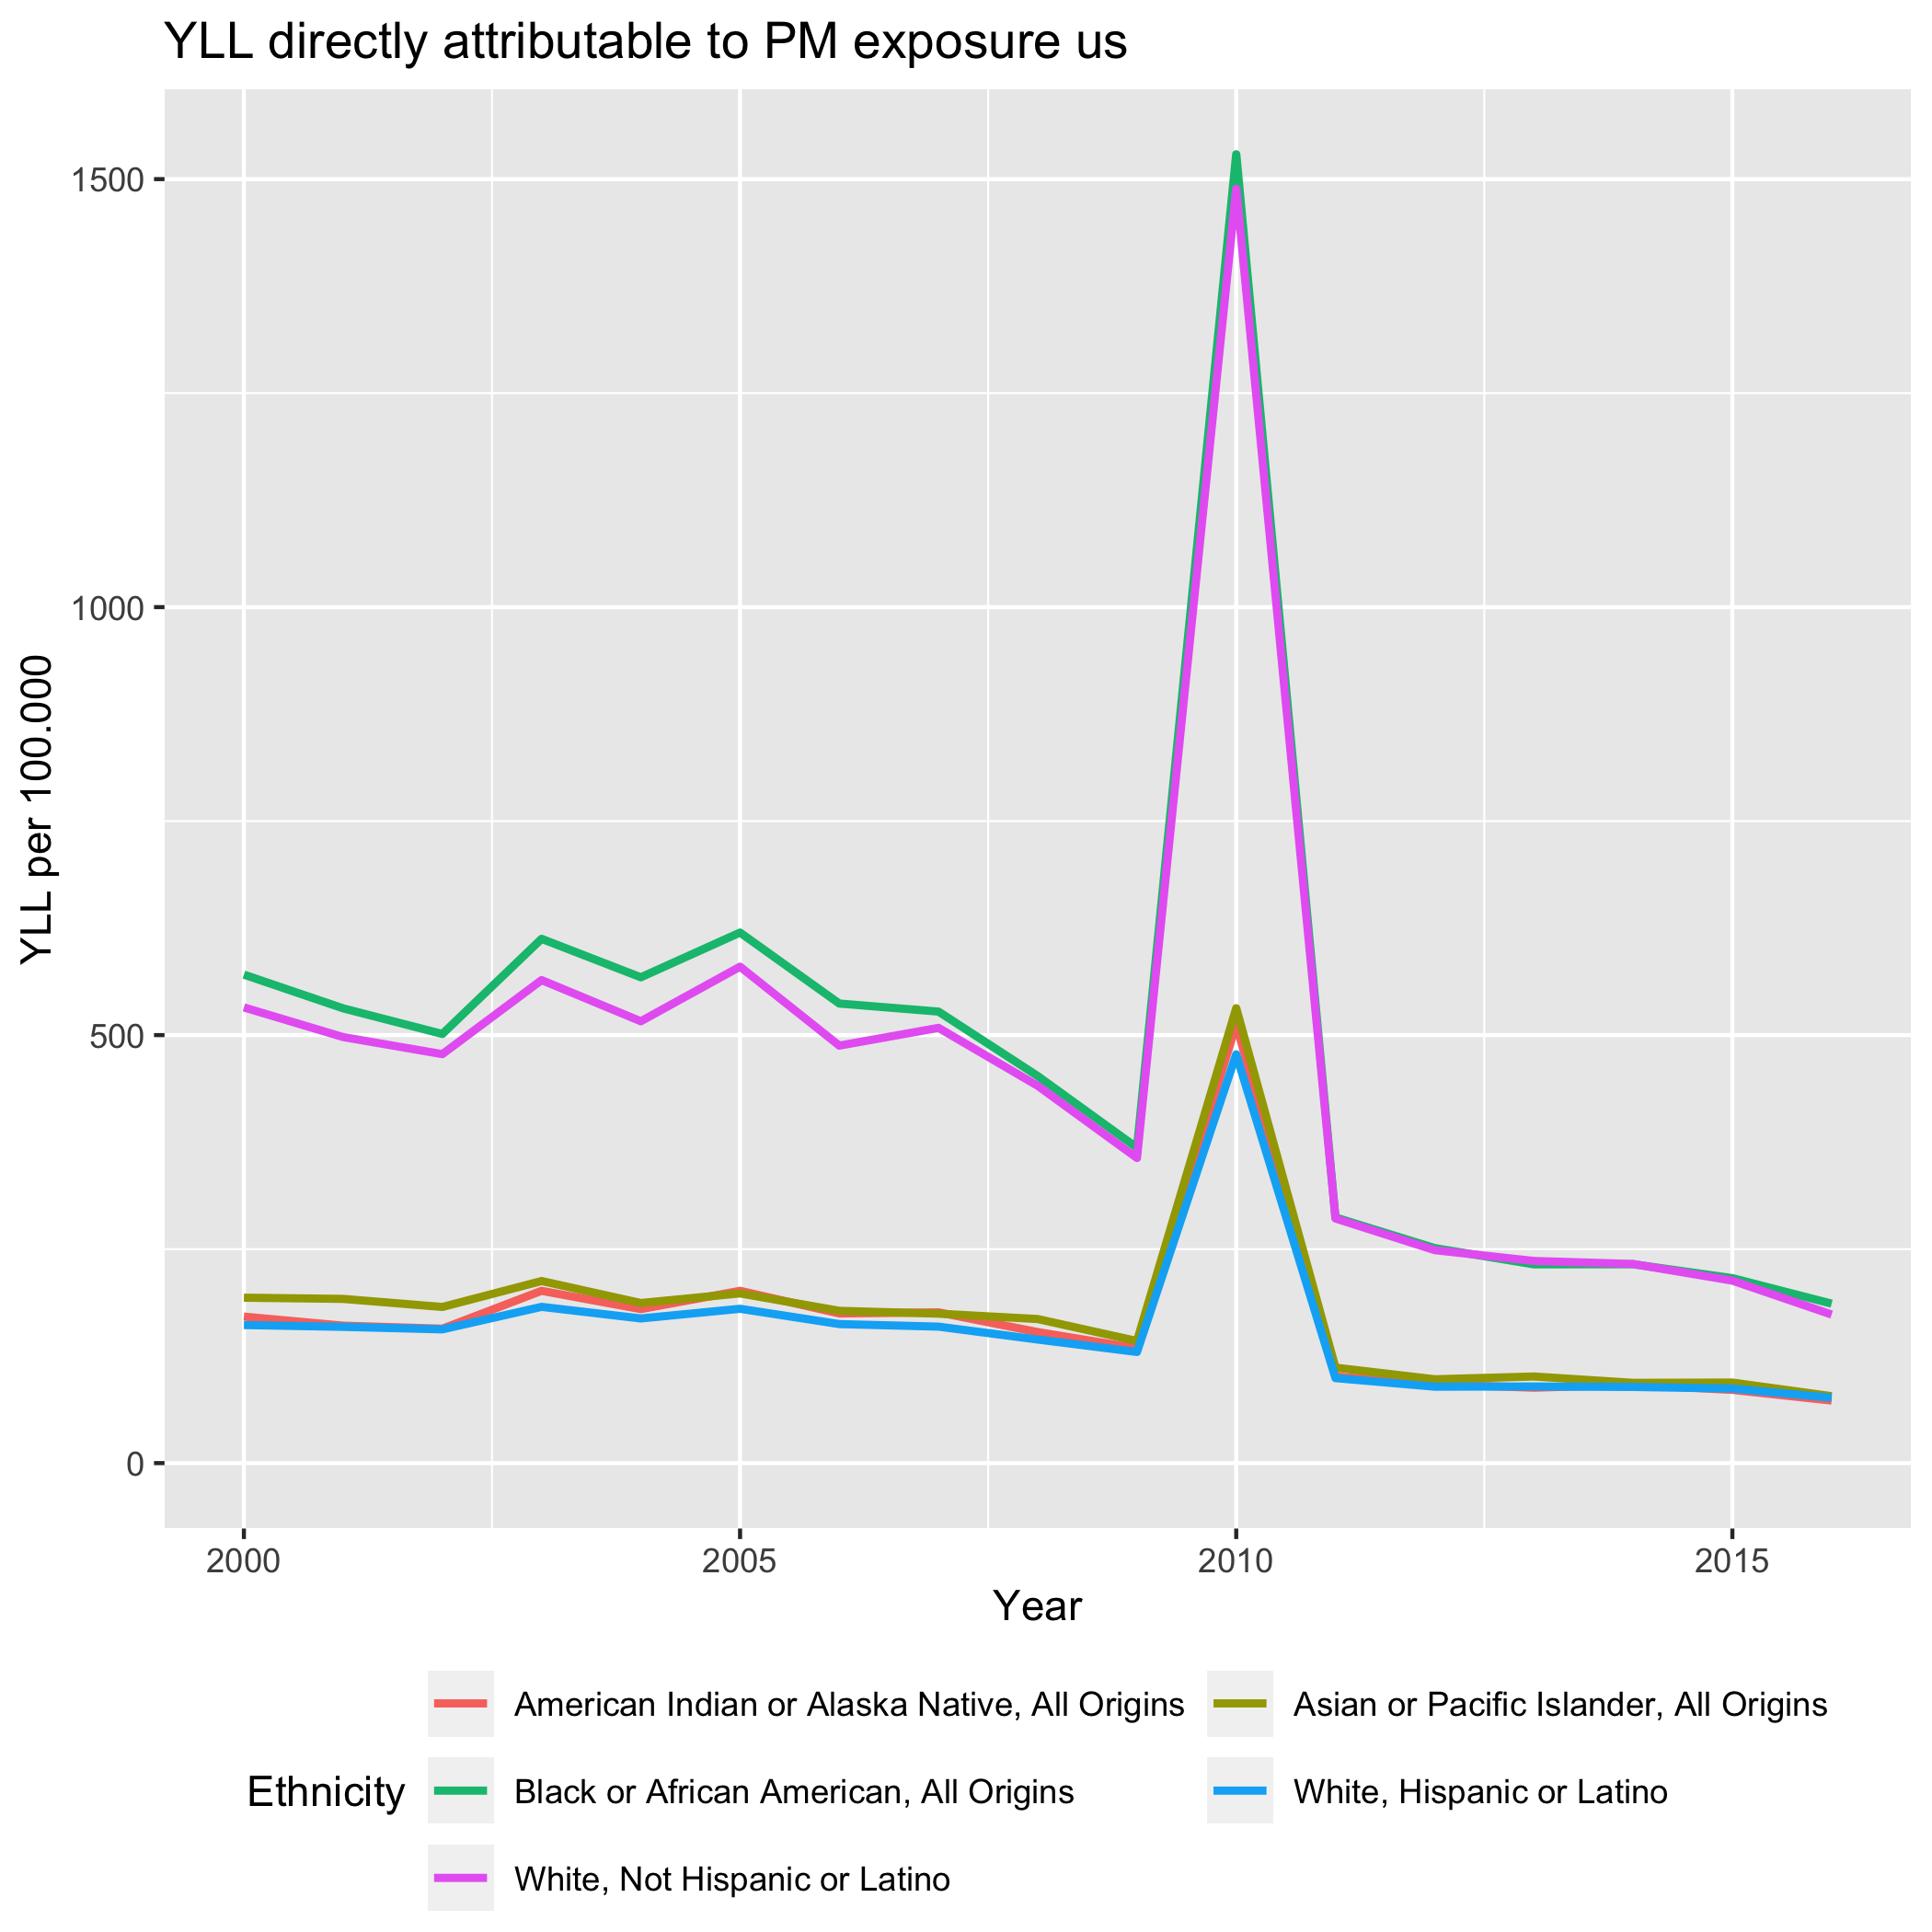 YLL directly attributable to PM exposure us
YLL per 100.000
1500
1000
500
0
2000 2005 2010 2015
Year
Ethnicity
American Indian or Alaska Native, All Origins
Asian or Pacific Islander, All Origins
Black or African American, All Origins
White, Hispanic or Latino
White, Not Hispanic or Latino